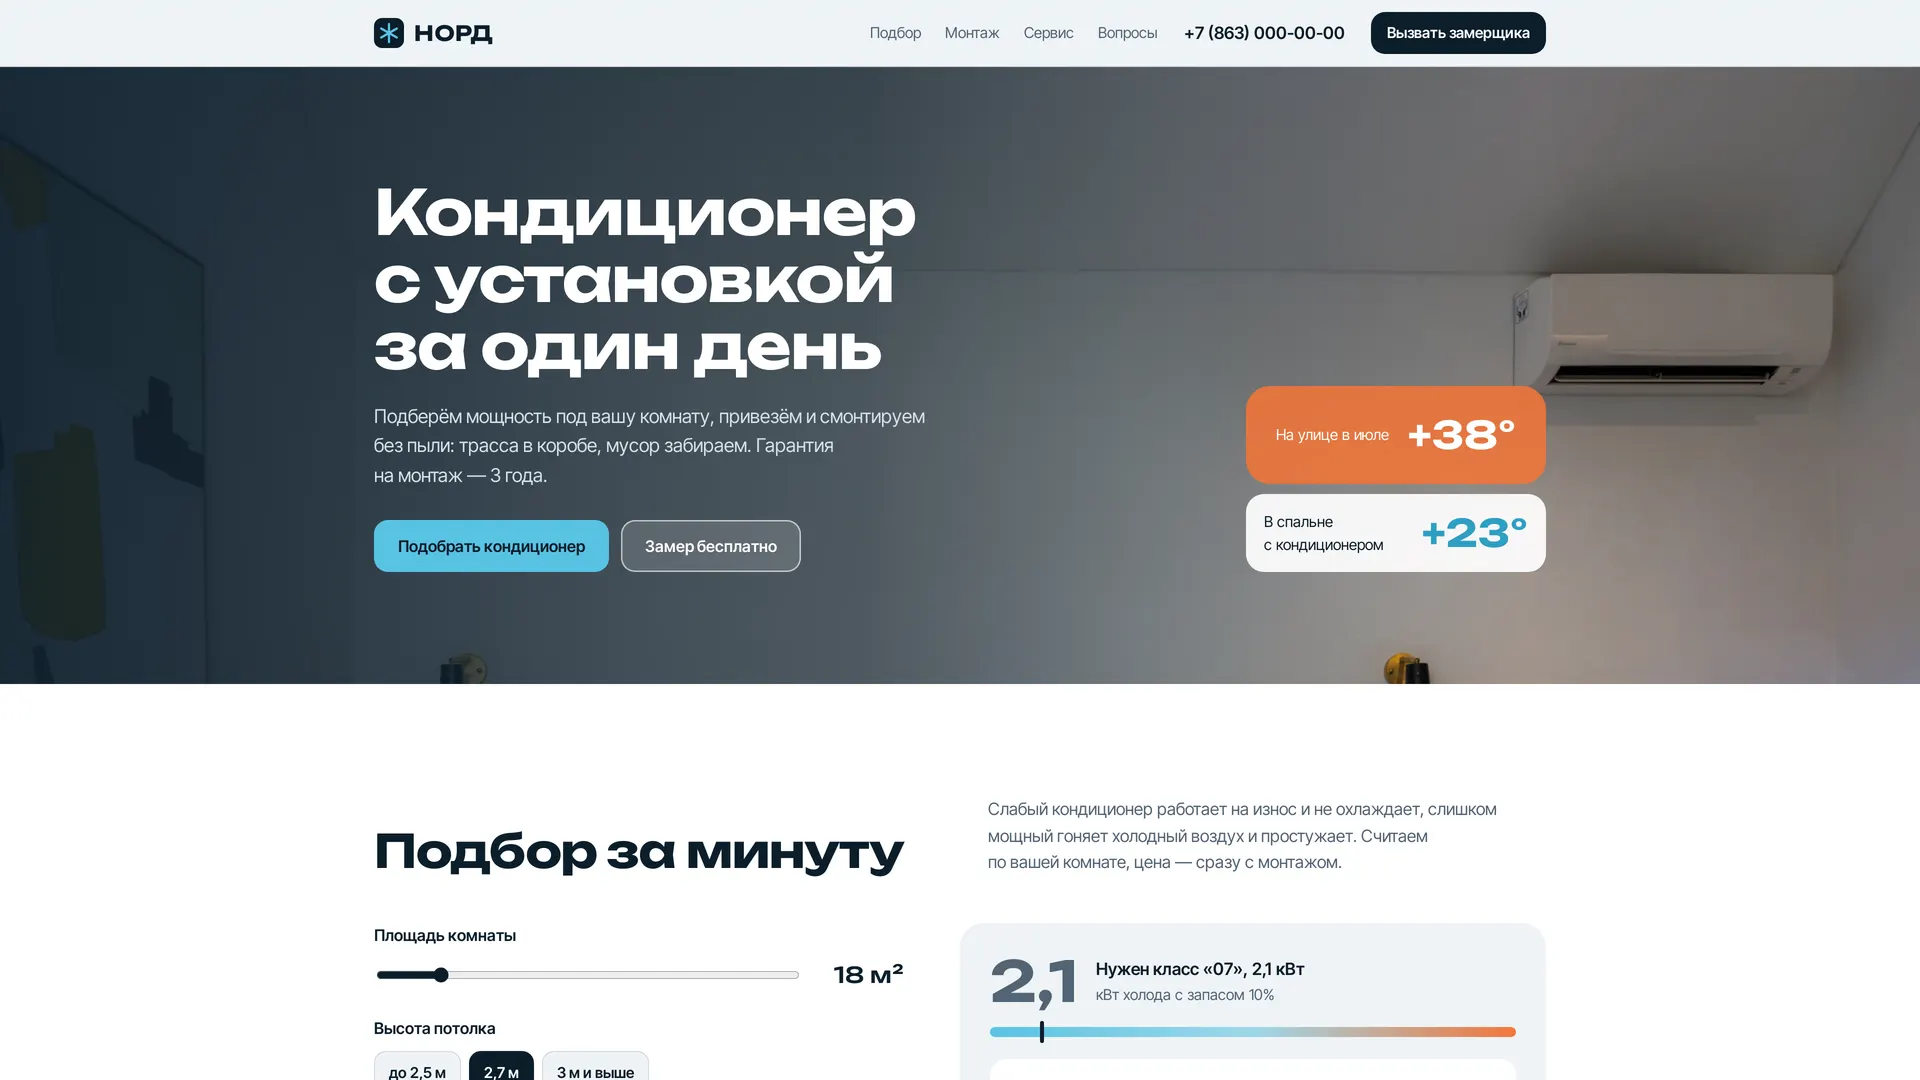 НОРД
Подбор
Монтаж
Сервис
Вопросы
+7 (863) 000-00-00
Вызвать замерщика
Кондиционер
с установкой
за один день
Подберём мощность под вашу комнату, привезём и смонтируем
без пыли: трасса в коробе, мусор забираем. Гарантия
на монтаж — 3 года.
Подобрать кондиционер
Замер бесплатно
На улице в июле
+38°
В спальне
с кондиционером
+23°
Подбор за минуту
Слабый кондиционер работает на износ и не охлаждает, слишком
мощный гоняет холодный воздух и простужает. Считаем
по вашей комнате, цена — сразу с монтажом.
Площадь комнаты
18 м²
Высота потолка
до 2,5 м
2,7 м
3 м и выше
2,1
Нужен класс «07», 2,1 кВт
кВт холода с запасом 10%